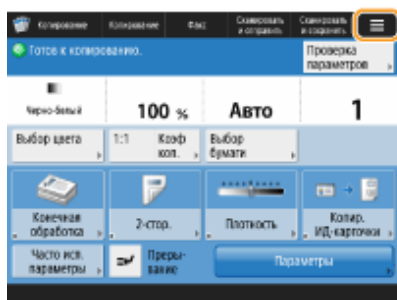 Копирование
Копирование
Факс
Сканировать
и отправить
Сканировать
и сохранить
Готов к копированию.
Проверка
параметров
Черно-белый
100 %
Авто
1
Выбор цвета
1:1 Коэф
коп.
Выбор
бумаги
Конечная
обработка
2-стор.
Плотность
Копир.
ИД-карточки
Часто исп.
параметры
Преры-
вание
Параметры